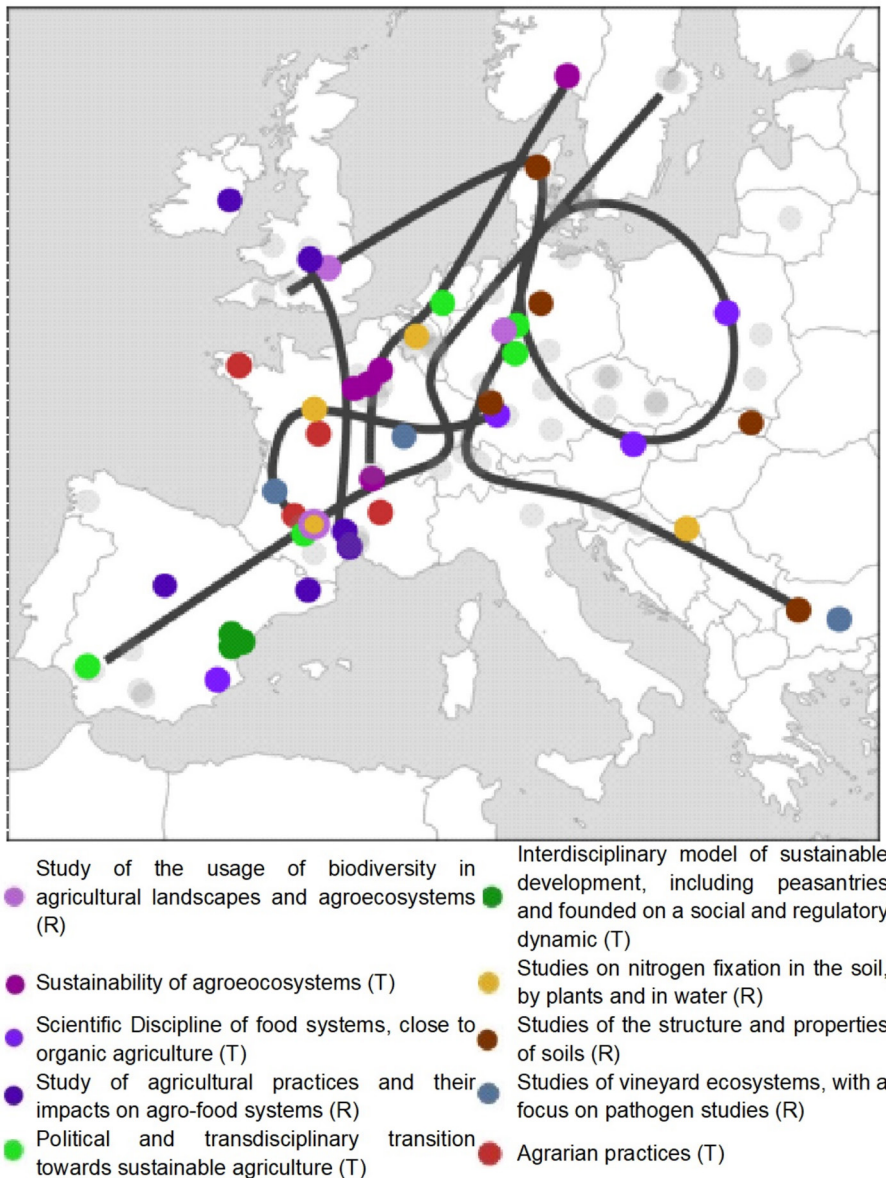 Study of the usage of biodiversity in
agricultural landscapes and agroecosystems
(R)
Sustainability of agroeocosystems (T)
Scientific Discipline of food systems, close to
organic agriculture (T)
Study of agricultural practices and their
impacts on agro-food systems (R)
Political and transdisciplinary transition
towards sustainable agriculture (T)
Interdisciplinary model of sustainable
development, including peasantries
and founded on a social and regulatory
dynamic (T)
Studies on nitrogen fixation in the soil,
by plants and in water (R)
Studies of the structure and properties
of soils (R)
Studies of vineyard ecosystems, with a
focus on pathogen studies (R)
Agrarian practices (T)